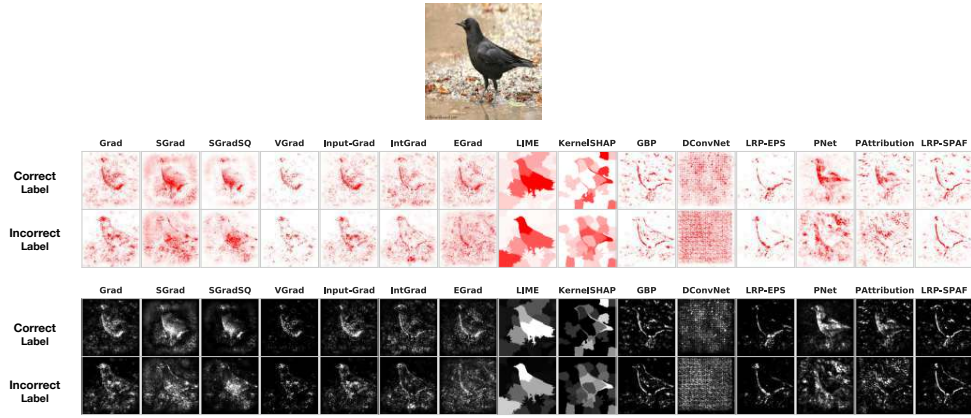 Grad SGrad SGradSQ VGrad Input-Grad IntGrad EGrad LIME KernelSHAP GBP DConvNet LRP-EPS PNet PAttribution LRP-SPAF
Correct
Label
Incorrect
Label
Grad SGrad SGradSQ VGrad Input-Grad IntGrad EGrad LIME KernelSHAP GBP DConvNet LRP-EPS PNet PAttribution LRP-SPAF
Correct
Label
Incorrect
Label